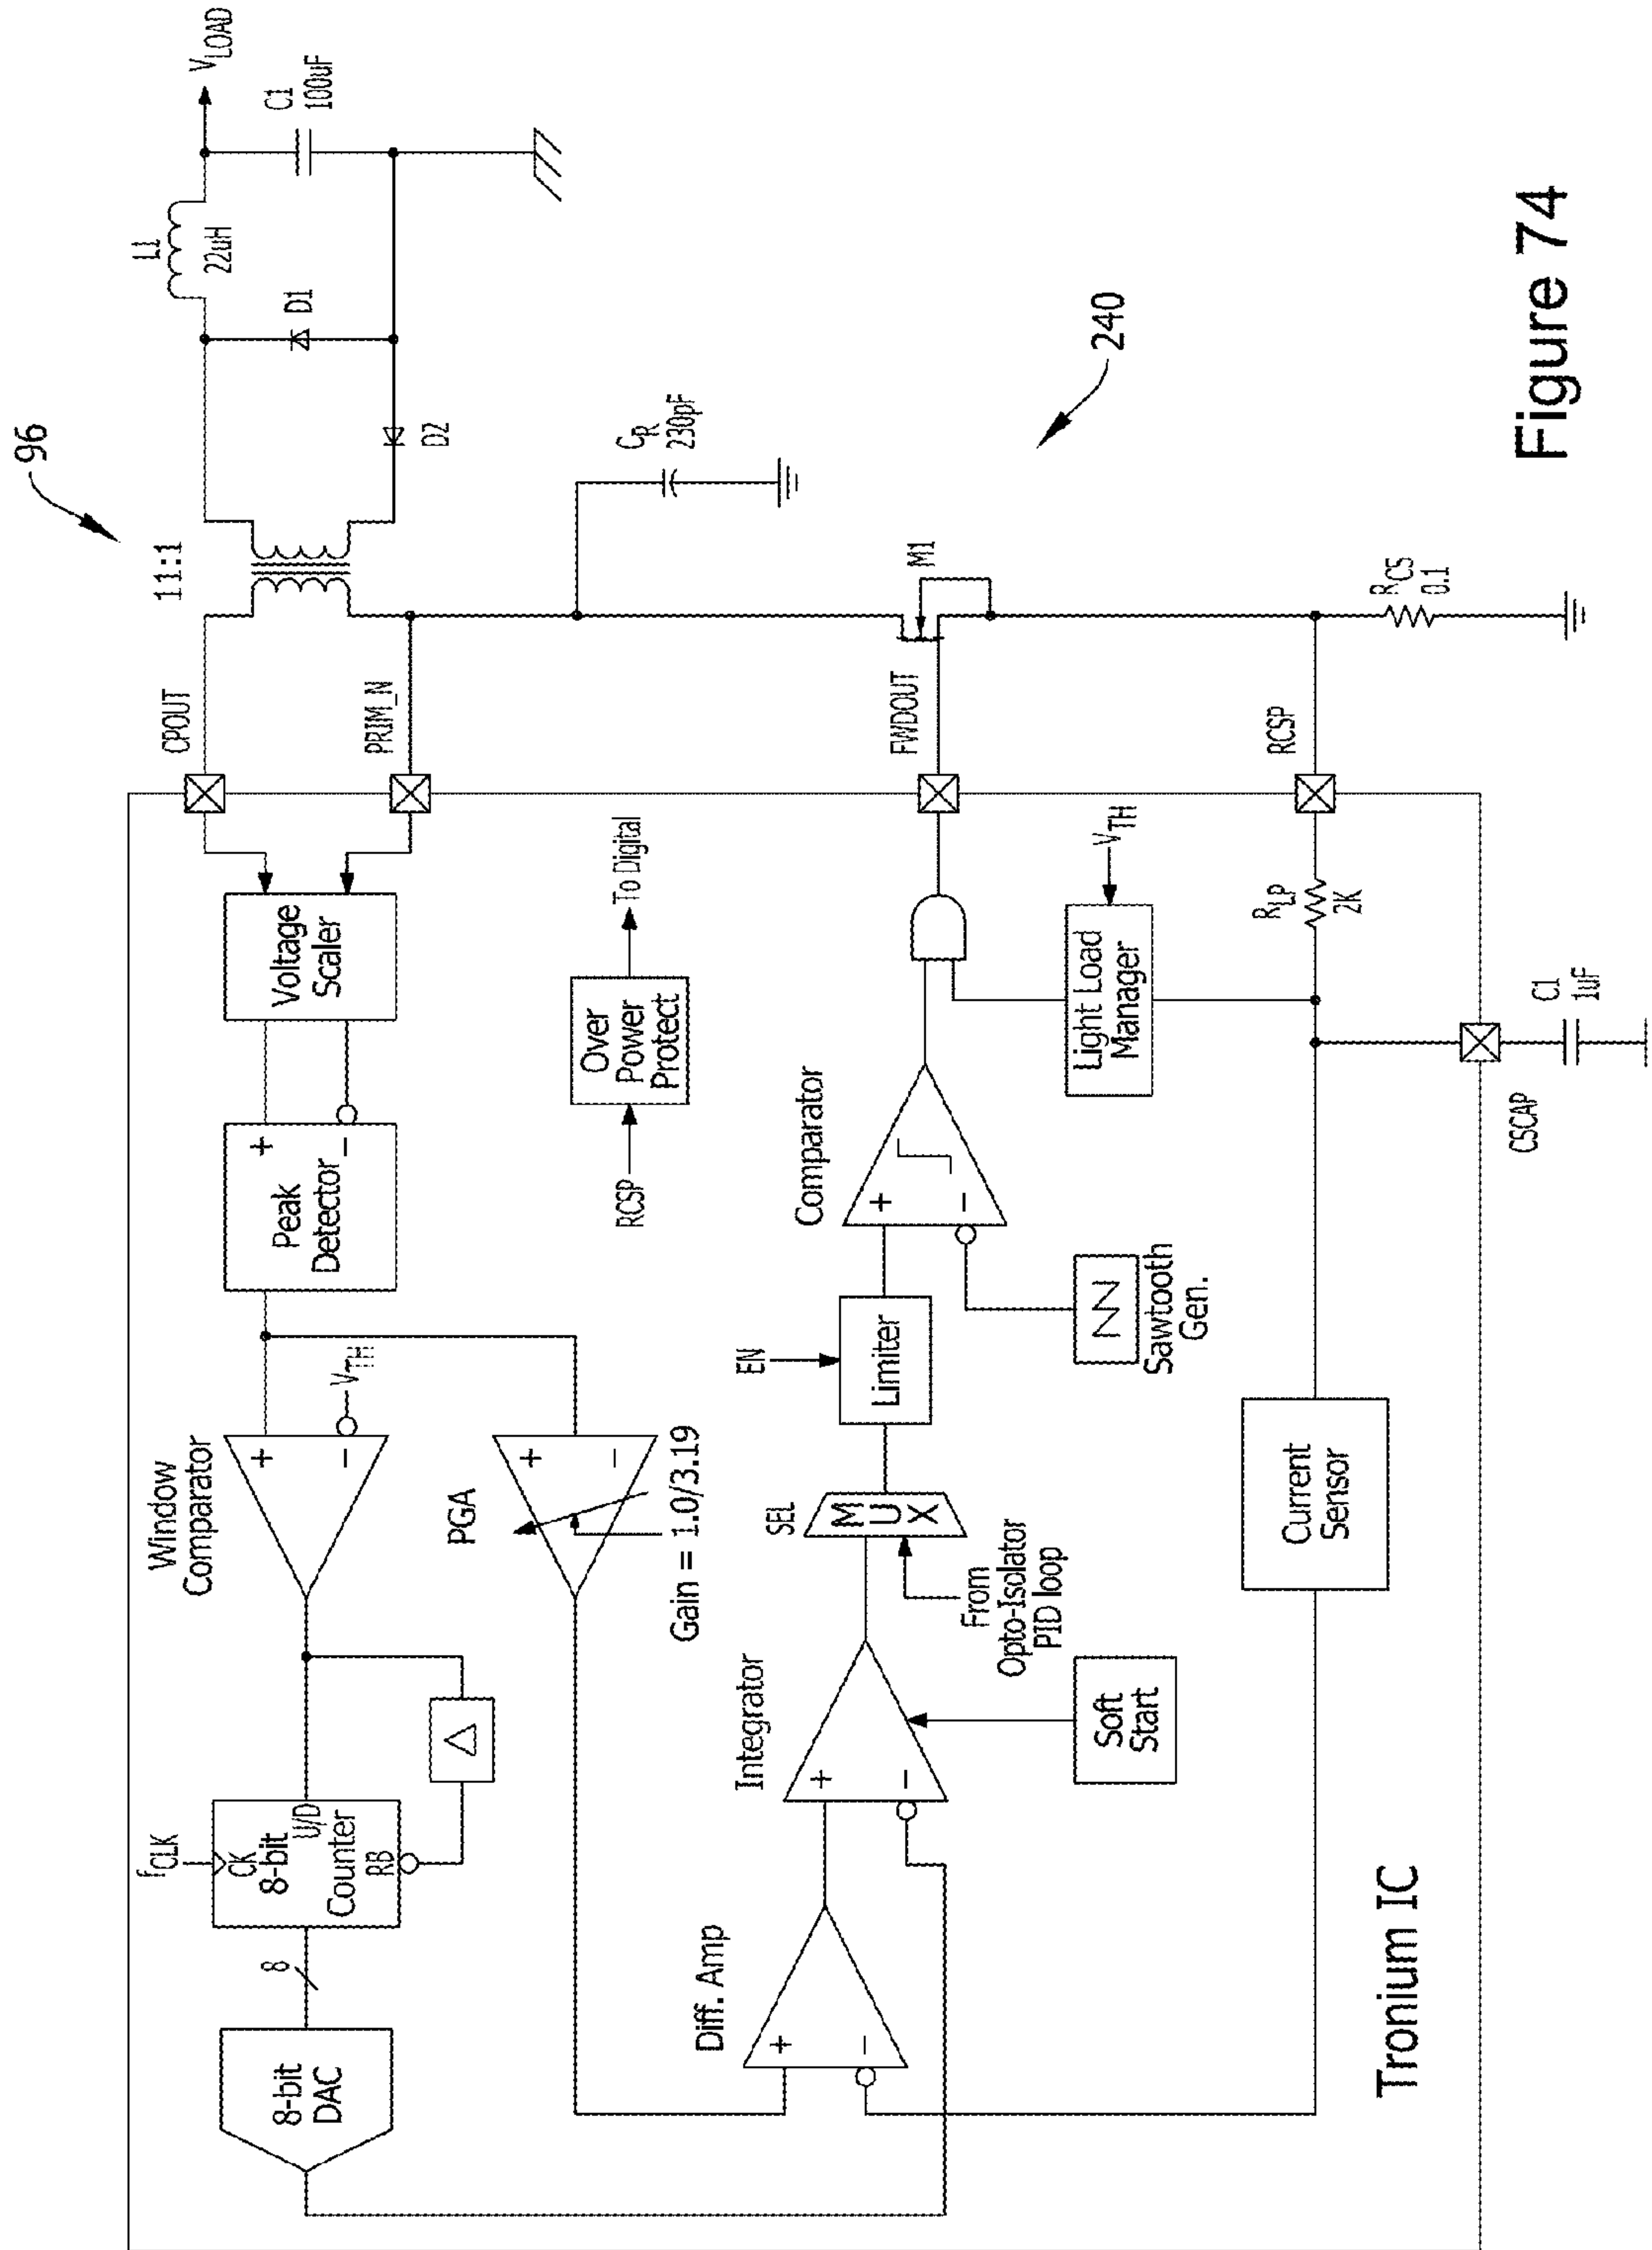 96
11:1
L1
22uH
VLOAD
C1
100uF
D1
D2
CR
230pF
240
M1
RCS
0.1
CPOUT
PRIM_N
FWDOUT
RCSP
Voltage
Scaler
Peak
Detector
+
−
Over
Power
Protect
To Digital
RCSP
Window
Comparator
+
−
VTH
PGA
+
−
Gain = 1.0/3.19
fCLK
CK
8-bit
U/D
Counter
RB
Δ
8
8-bit
DAC
Diff. Amp
+
−
Integrator
+
−
Soft
Start
SEL
MUX
From
Opto-Isolator
PID loop
EN
Limiter
Comparator
+
−
Sawtooth
Gen.
Light Load
Manager
VTH
RLP
2K
Current
Sensor
CSCAP
C1
1uF
Tronium IC
Figure 74